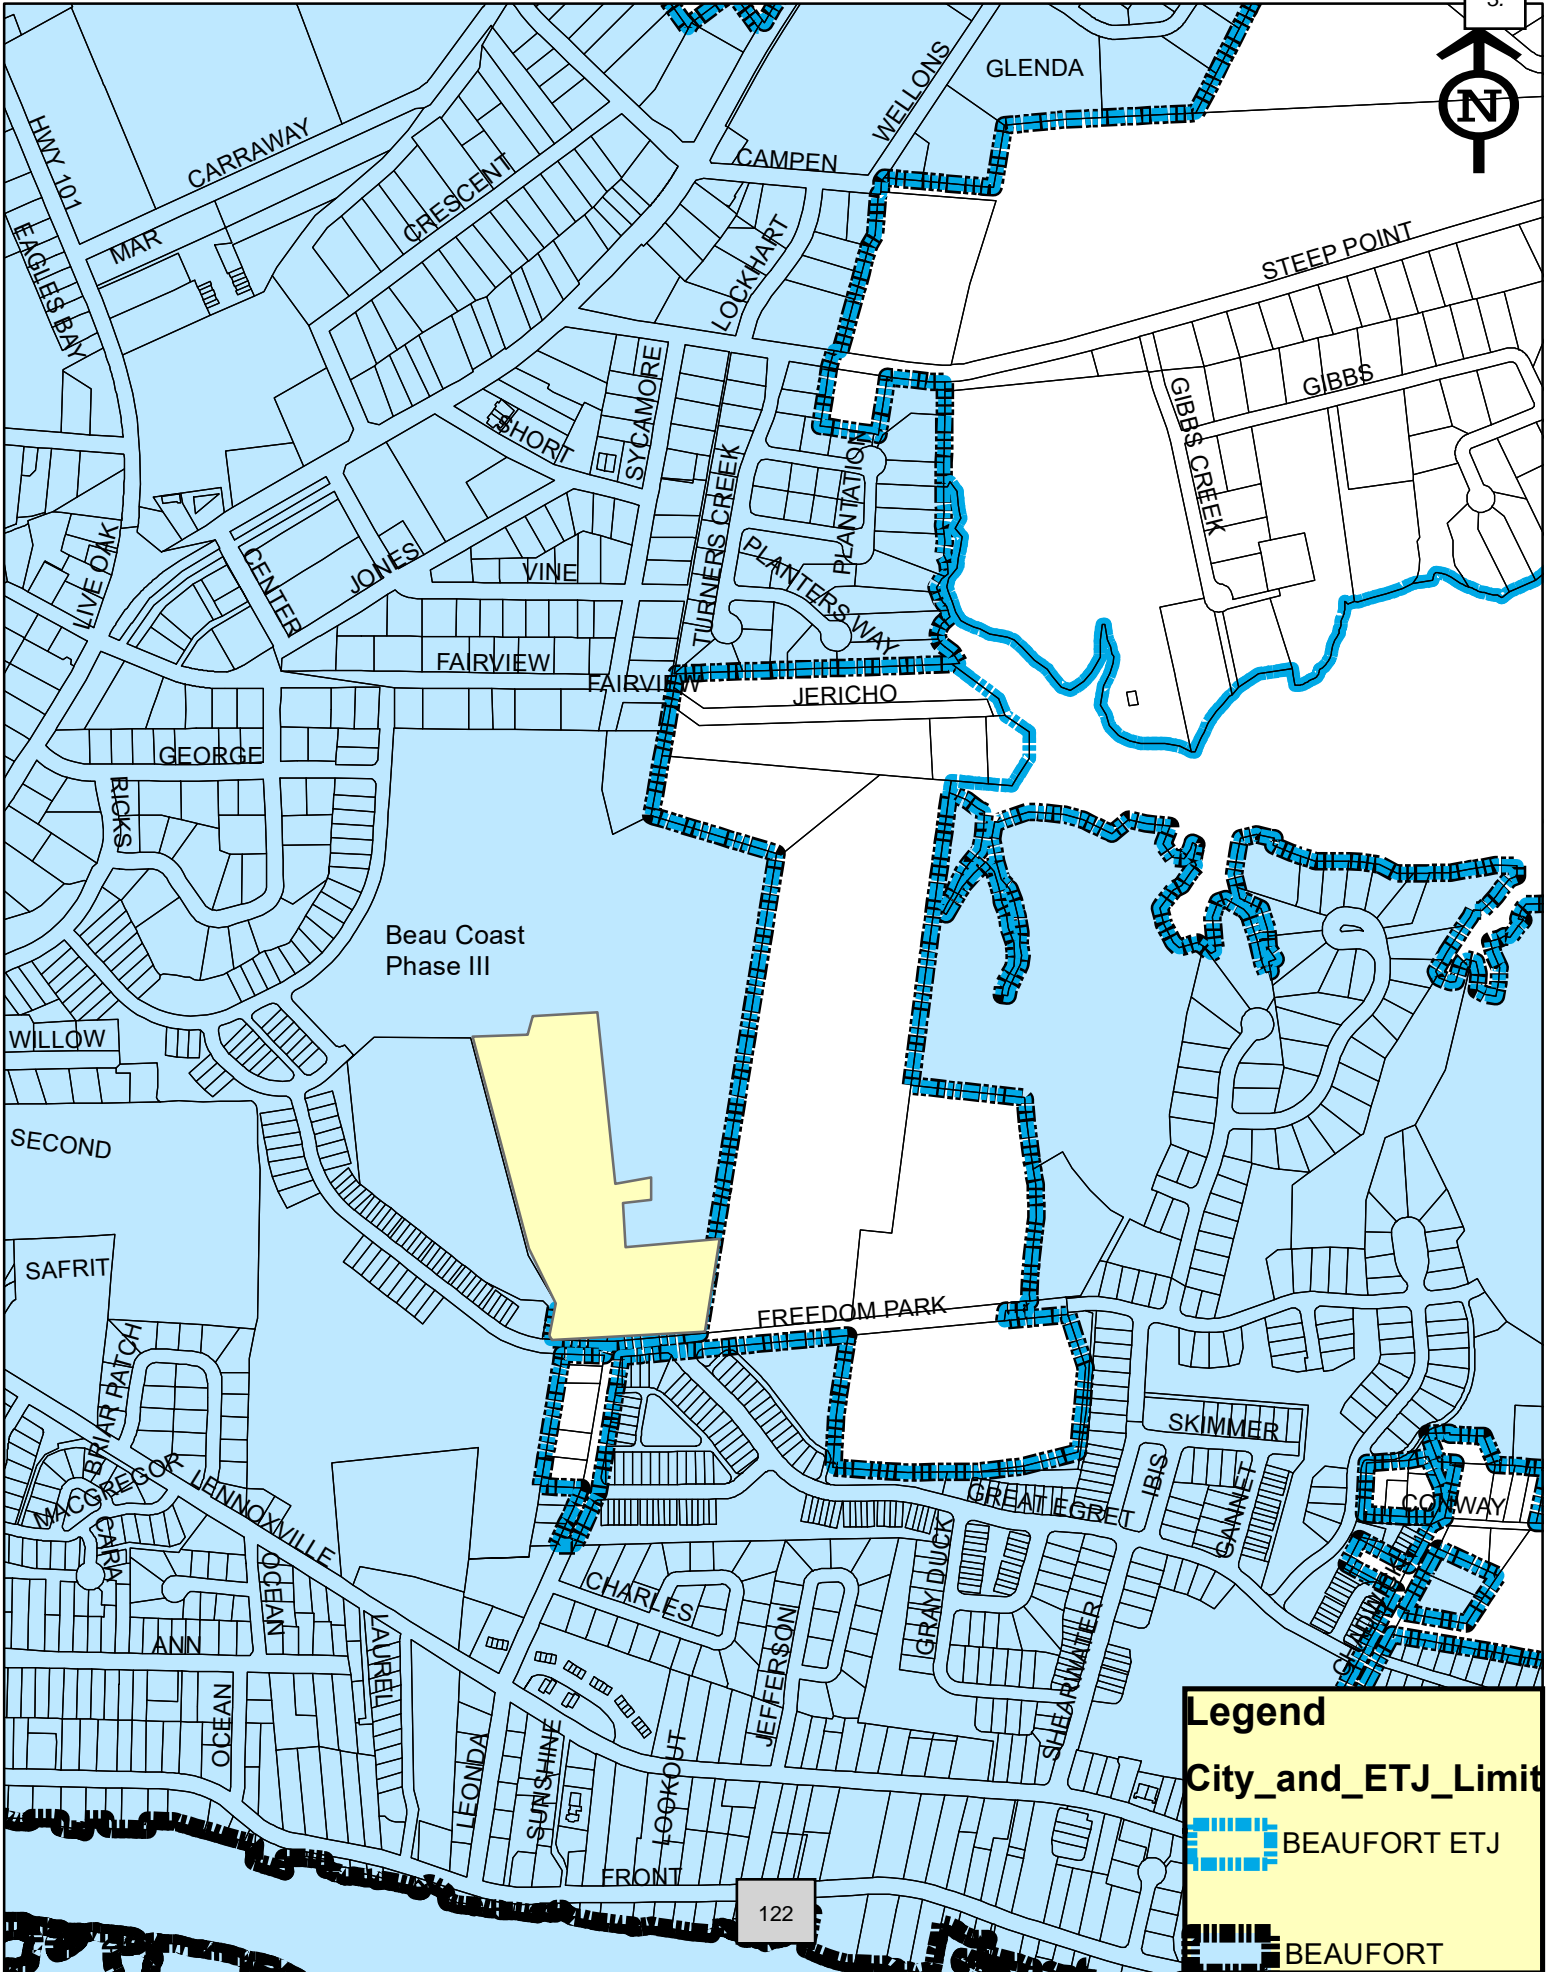 3.
N
GLENDA
WELLONS
HWY 101
CARRAWAY
CAMPEN
CRESCENT
MAR
EAGLES BAY
LOCKHART
STEEP POINT
SYCAMORE
GIBBS
SHORT
GIBBS CREEK
TURNERS CREEK
PLANTATION
LIVE OAK
CENTER
JONES
VINE
PLANTERS WAY
FAIRVIEW
FAIRVIEW
JERICHO
GEORGE
RICKS
Beau Coast
Phase III
WILLOW
SECOND
SAFRIT
FREEDOM PARK
BRIAR PATCH
SKIMMER
MACGREGOR
LENNOXVILLE
IBIS
GANNET
GREAT EGRET
CONWAY
CARA
OCEAN
CHARLES
GRAY DUCK
ANN
LAUREL
JEFFERSON
SHEARWATER
OCEAN
LEONDA
SUNSHINE
LOOKOUT
FRONT
122
Legend
City_and_ETJ_Limit
BEAUFORT ETJ
BEAUFORT